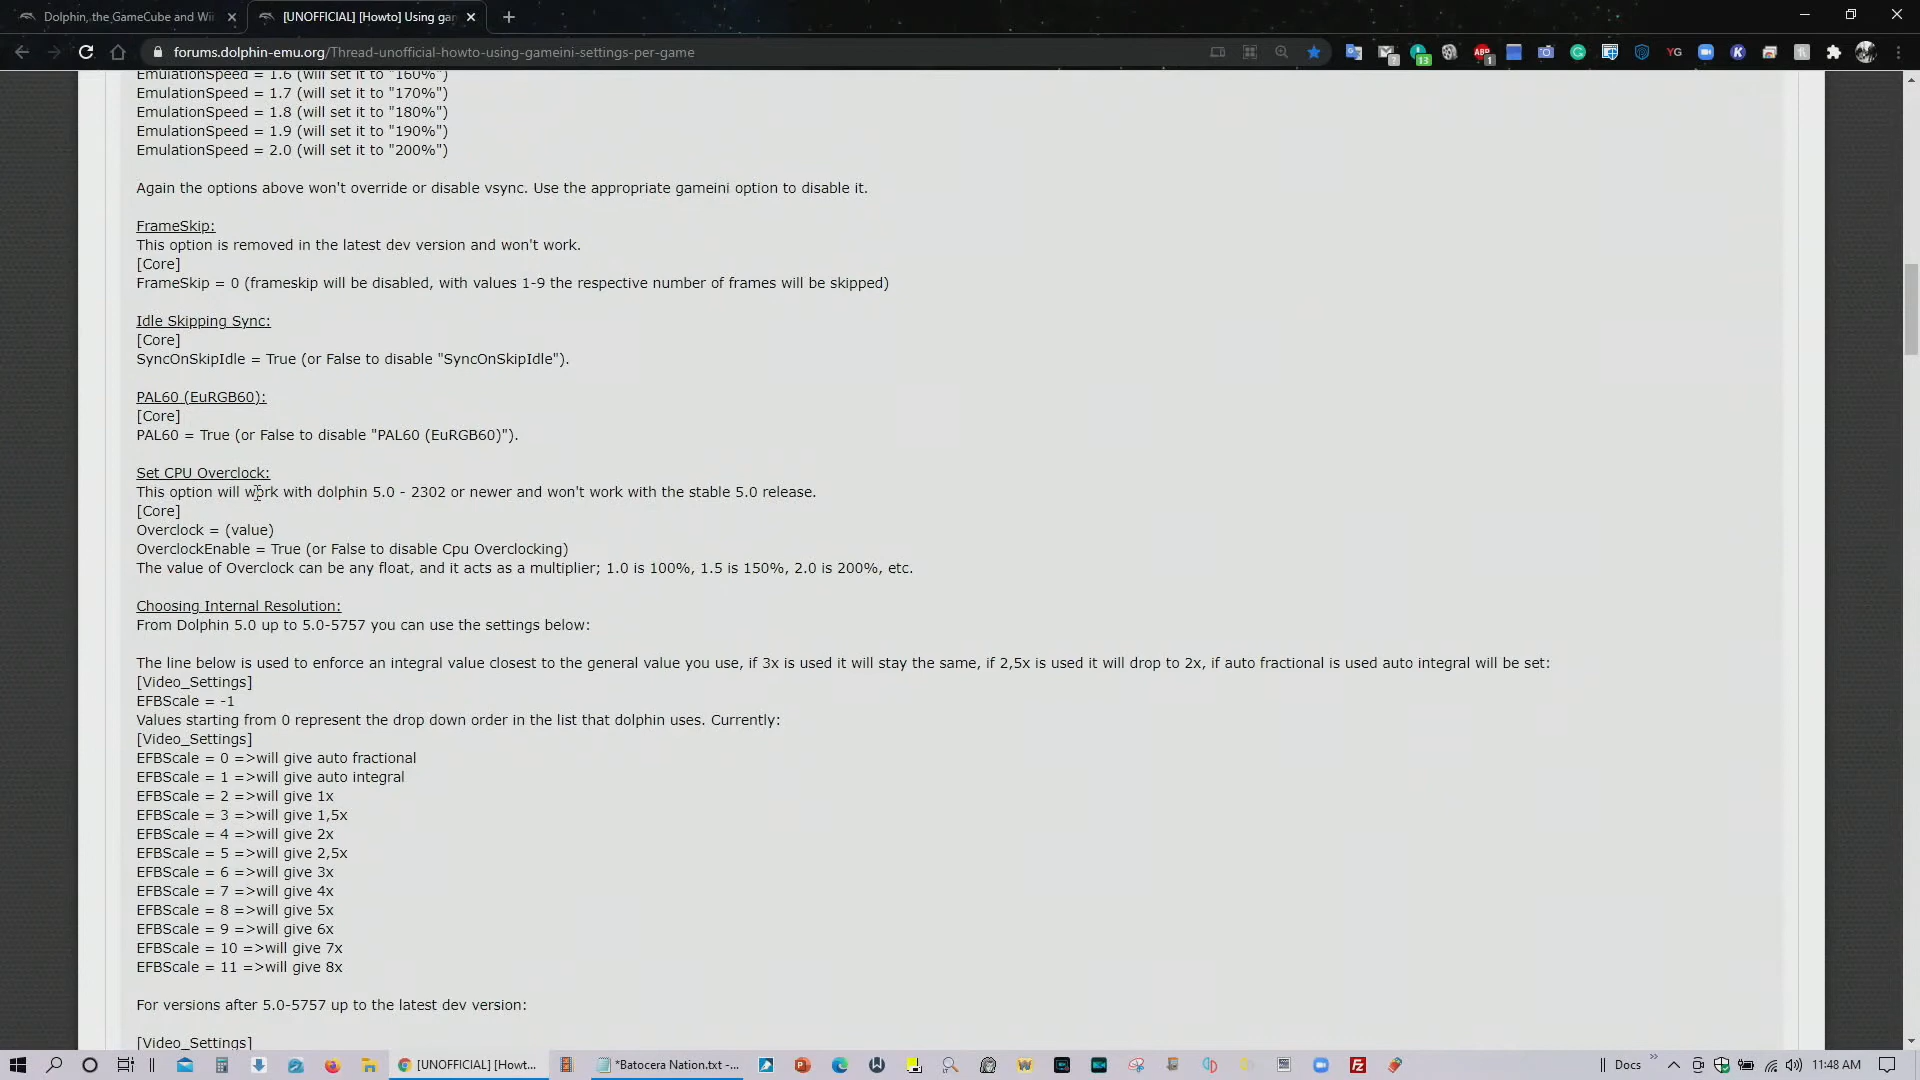 Dolphin, the GameCube and Wii
[UNOFFICIAL] [Howto] Using gam
forums.dolphin-emu.org/Thread-unofficial-howto-using-gameini-settings-per-game
EmulationSpeed = 1.6 (will set it to "160%")
EmulationSpeed = 1.7 (will set it to "170%")
EmulationSpeed = 1.8 (will set it to "180%")
EmulationSpeed = 1.9 (will set it to "190%")
EmulationSpeed = 2.0 (will set it to "200%")
Again the options above won't override or disable vsync. Use the appropriate gameini option to disable it.
FrameSkip:
This option is removed in the latest dev version and won't work.
[Core]
FrameSkip = 0 (frameskip will be disabled, with values 1-9 the respective number of frames will be skipped)
Idle Skipping Sync:
[Core]
SyncOnSkipIdle = True (or False to disable "SyncOnSkipIdle").
PAL60 (EuRGB60):
[Core]
PAL60 = True (or False to disable "PAL60 (EuRGB60)").
Set CPU Overclock:
This option will work with dolphin 5.0 - 2302 or newer and won't work with the stable 5.0 release.
[Core]
Overclock = (value)
OverclockEnable = True (or False to disable Cpu Overclocking)
The value of Overclock can be any float, and it acts as a multiplier; 1.0 is 100%, 1.5 is 150%, 2.0 is 200%, etc.
Choosing Internal Resolution:
From Dolphin 5.0 up to 5.0-5757 you can use the settings below:
The line below is used to enforce an integral value closest to the general value you use, if 3x is used it will stay the same, if 2,5x is used it will drop to 2x, if auto fractional is used auto integral will be set:
[Video_Settings]
EFBScale = -1
Values starting from 0 represent the drop down order in the list that dolphin uses. Currently:
[Video_Settings]
EFBScale = 0 =>will give auto fractional
EFBScale = 1 =>will give auto integral
EFBScale = 2 =>will give 1x
EFBScale = 3 =>will give 1,5x
EFBScale = 4 =>will give 2x
EFBScale = 5 =>will give 2,5x
EFBScale = 6 =>will give 3x
EFBScale = 7 =>will give 4x
EFBScale = 8 =>will give 5x
EFBScale = 9 =>will give 6x
EFBScale = 10 =>will give 7x
EFBScale = 11 =>will give 8x
For versions after 5.0-5757 up to the latest dev version:
[Video_Settings]
[UNOFFICIAL] [Howt...
*Batocera Nation.txt -...
Docs
11:48 AM